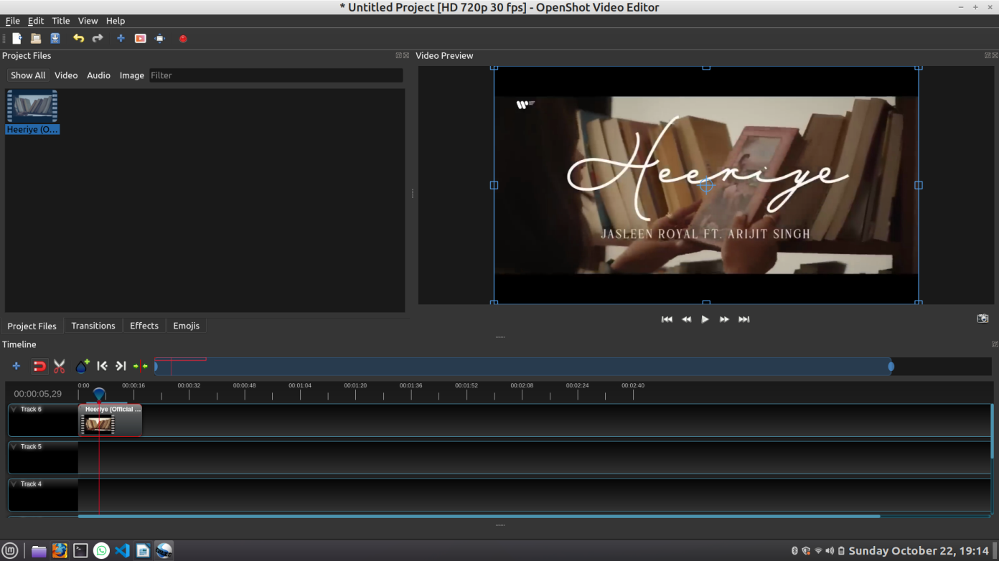 * Untitled Project [HD 720p 30 fps] - OpenShot Video Editor
File Edit Title View Help
Project Files
Video Preview
Show All Video Audio Image Filter
Heeriye (O...
Heeriye
JASLEEN ROYAL FT. ARIJIT SINGH
Project Files Transitions Effects Emojis
Timeline
00:00:05,29
0:00 00:00:16 00:00:32 00:00:48 00:01:04 00:01:20 00:01:36 00:01:52 00:02:08 00:02:24 00:02:40
Track 6
Heeriye (Official ...
Track 5
Track 4
Sunday October 22, 19:14